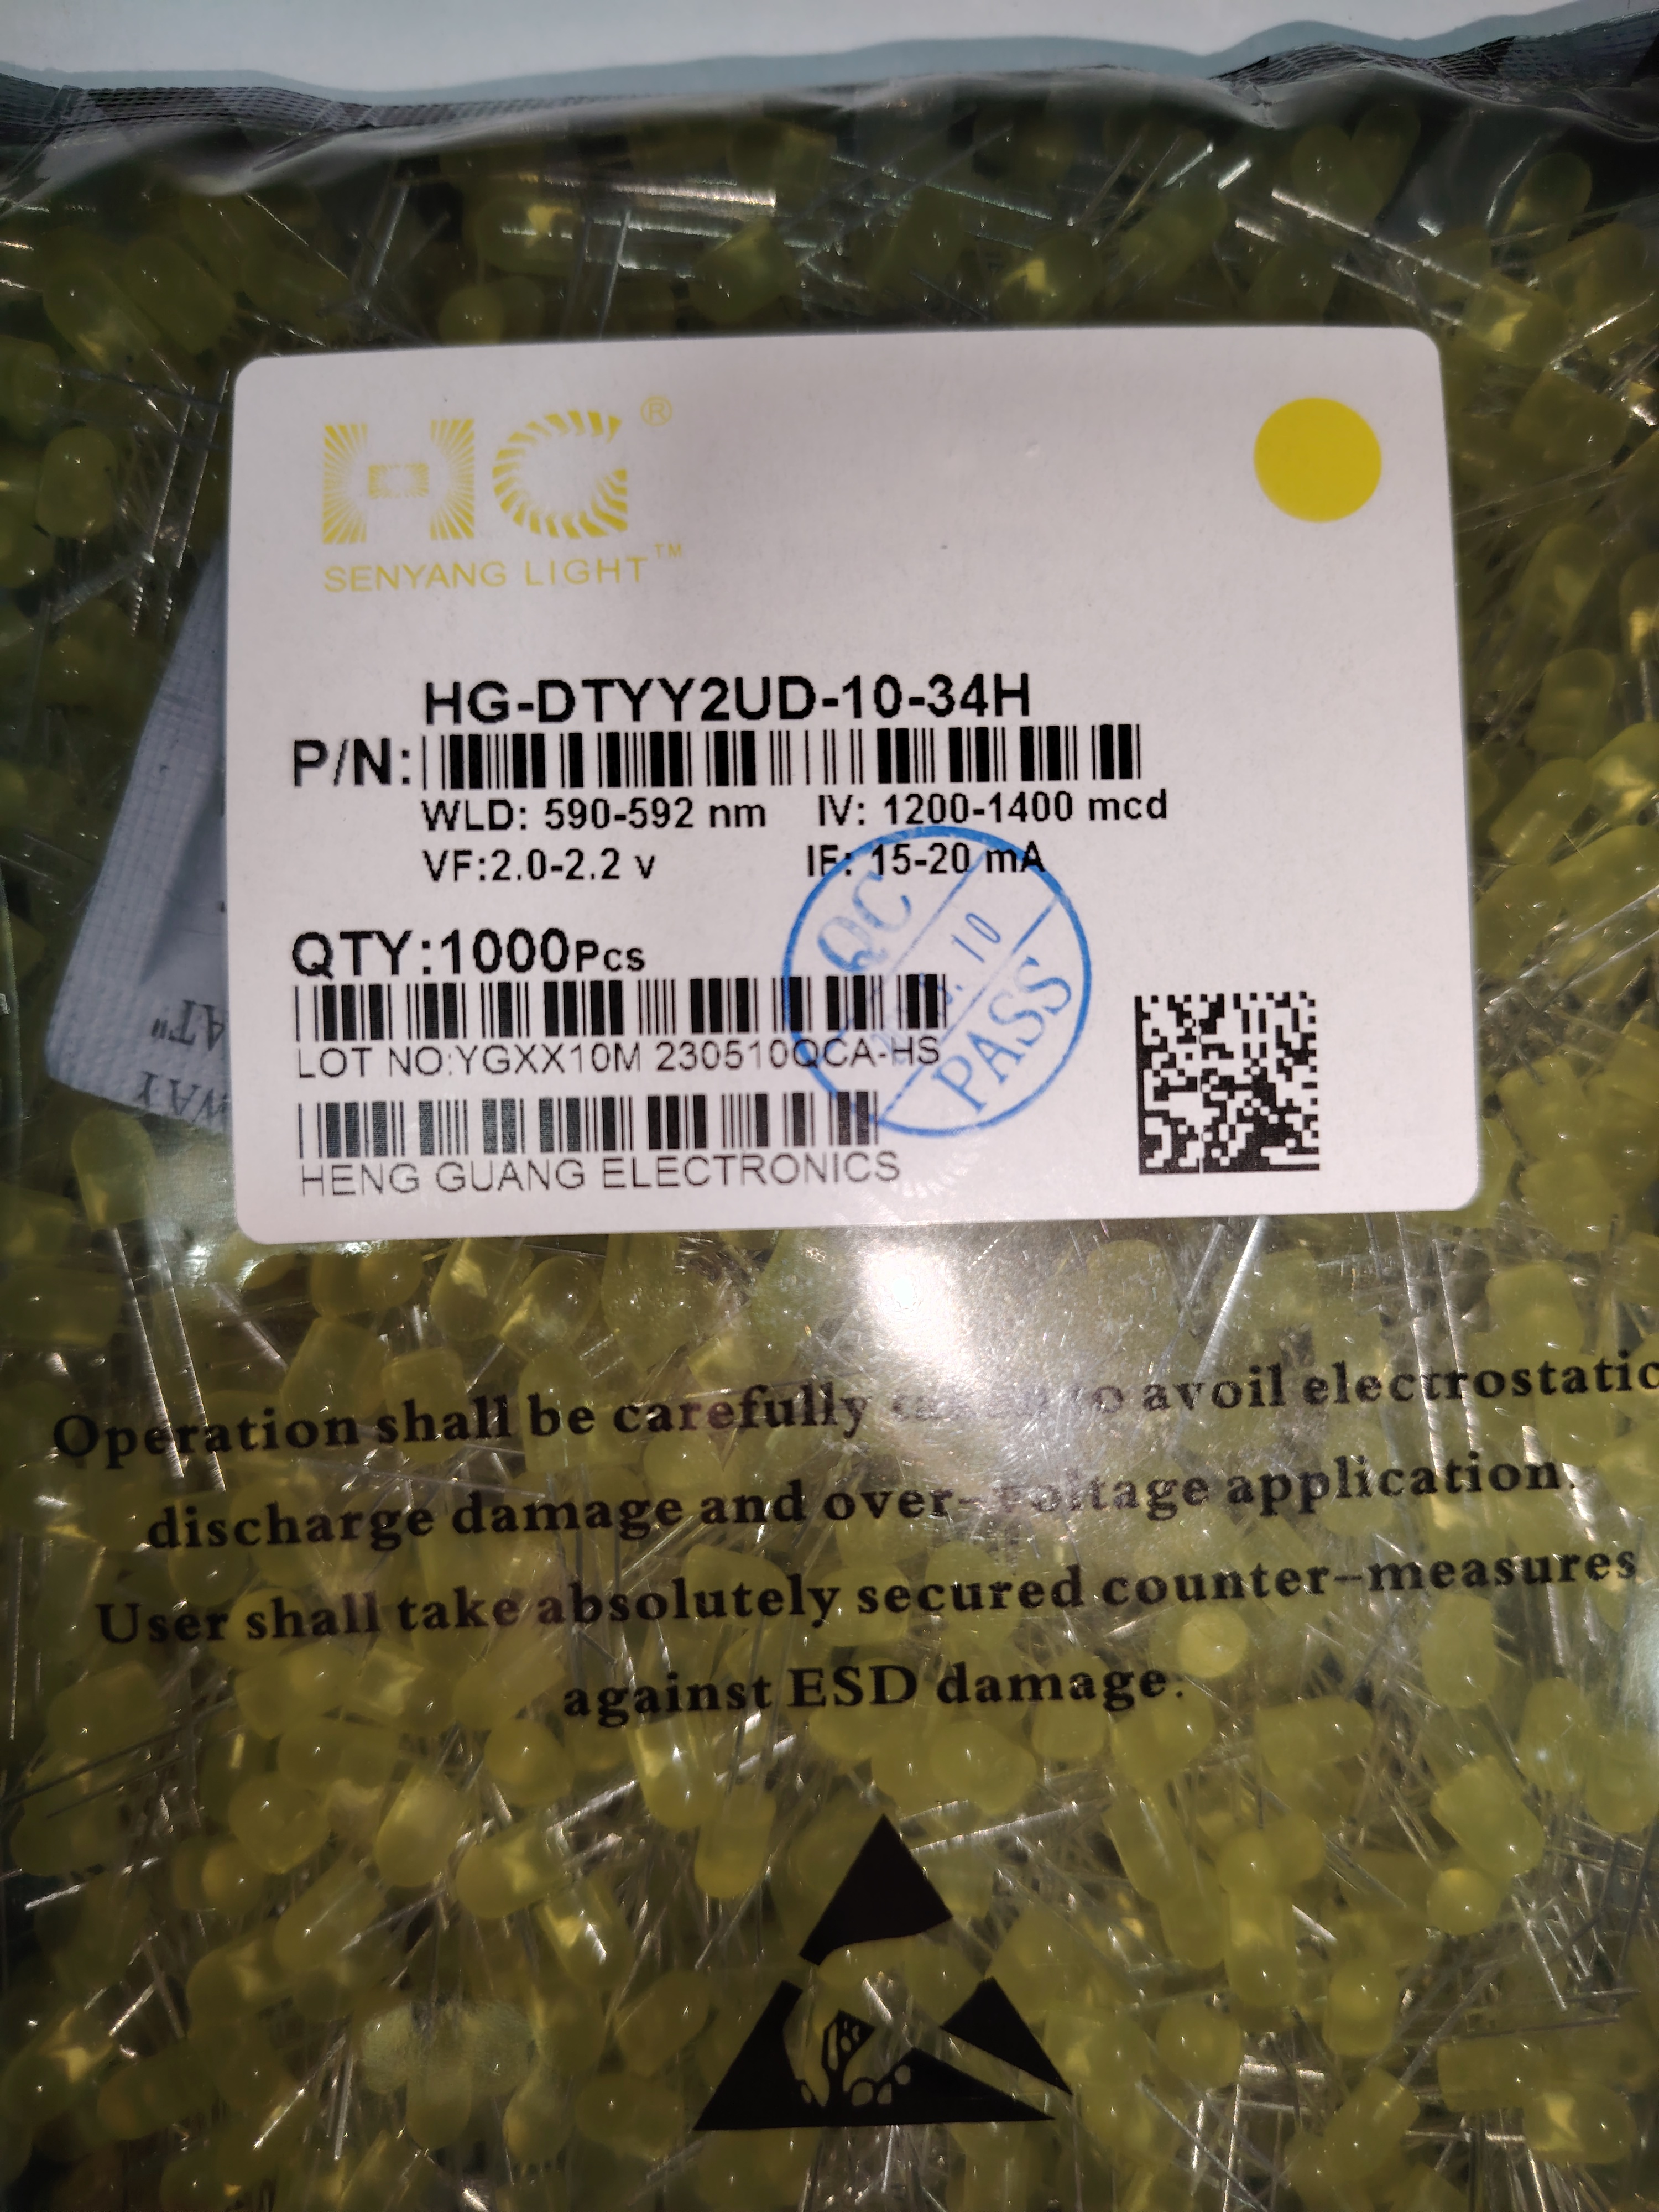 HG®
SENYANG LIGHT™
HG-DTYY2UD-10-34H
P/N:
WLD: 590-592 nm IV: 1200-1400 mcd
VF:2.0-2.2 v IF: 15-20 mA
QTY:1000Pcs
LOT NO:YGXX10M 230510QCA-HS
HENG GUANG ELECTRONICS
QC
10
PASS
Operation shall be carefully to avoil electrostatic
discharge damage and over-voltage application.
User shall take absolutely secured counter-measures
against ESD damage.